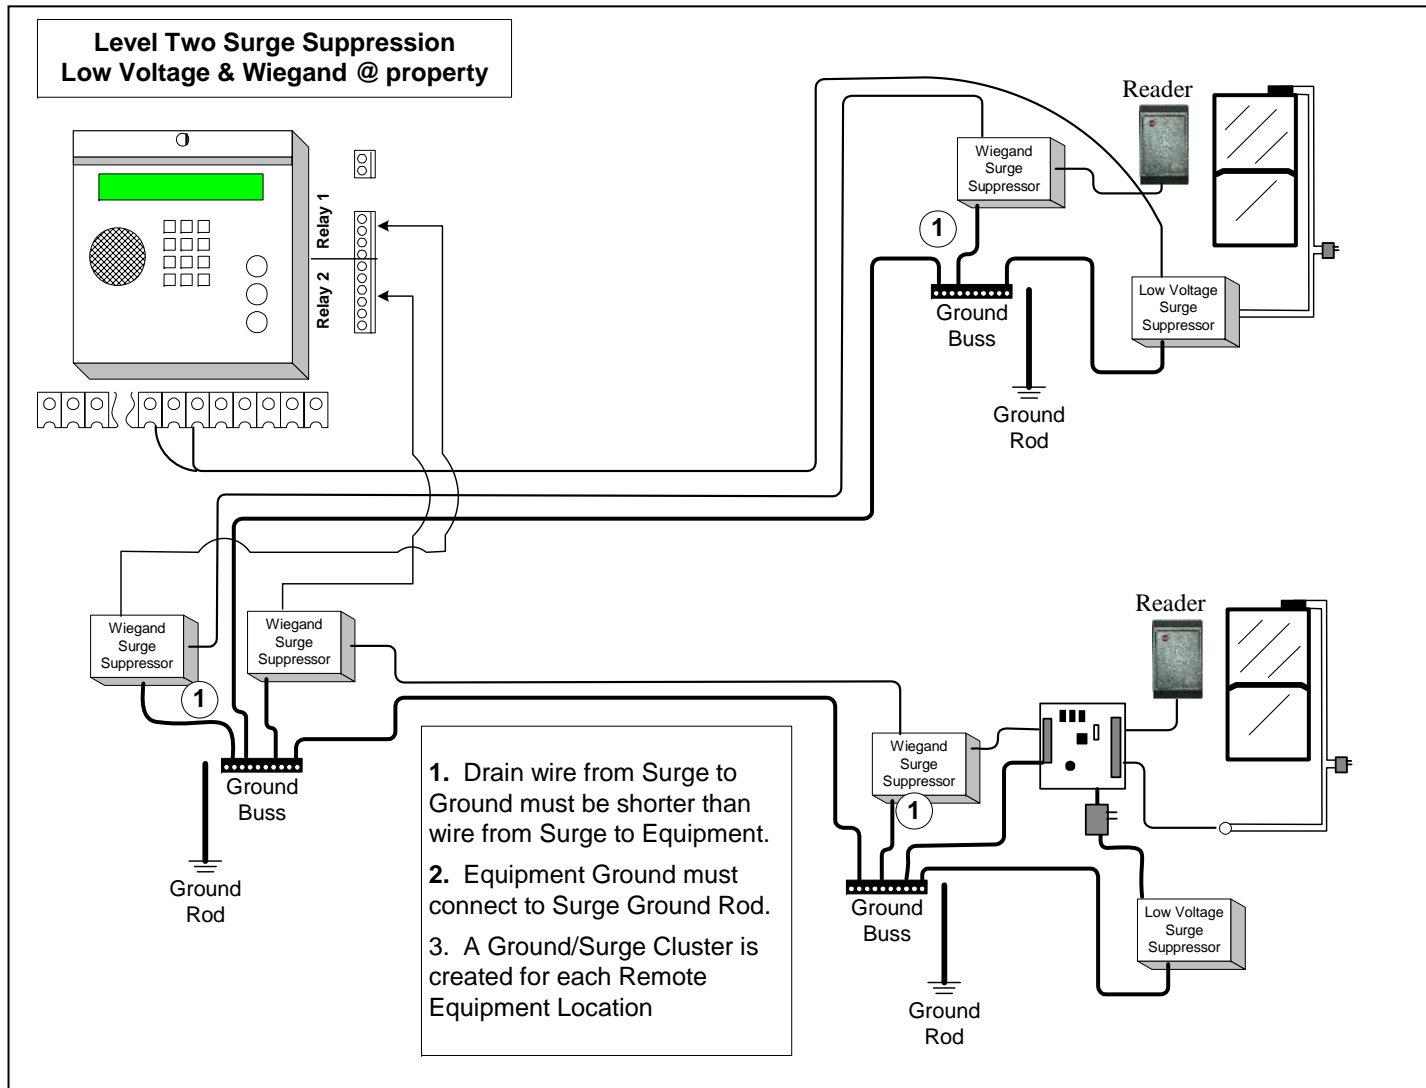 Level Two Surge Suppression
Low Voltage & Wiegand @ property
Relay 1
Relay 2
Reader
Wiegand
Surge
Suppressor
1
Low Voltage
Surge
Suppressor
Ground
Buss
Ground
Rod
Wiegand
Surge
Suppressor
1
Wiegand
Surge
Suppressor
Ground
Buss
Ground
Rod
1. Drain wire from Surge to
Ground must be shorter than
wire from Surge to Equipment.
2. Equipment Ground must
connect to Surge Ground Rod.
3. A Ground/Surge Cluster is
created for each Remote
Equipment Location
Reader
Wiegand
Surge
Suppressor
1
Ground
Buss
Low Voltage
Surge
Suppressor
Ground
Rod